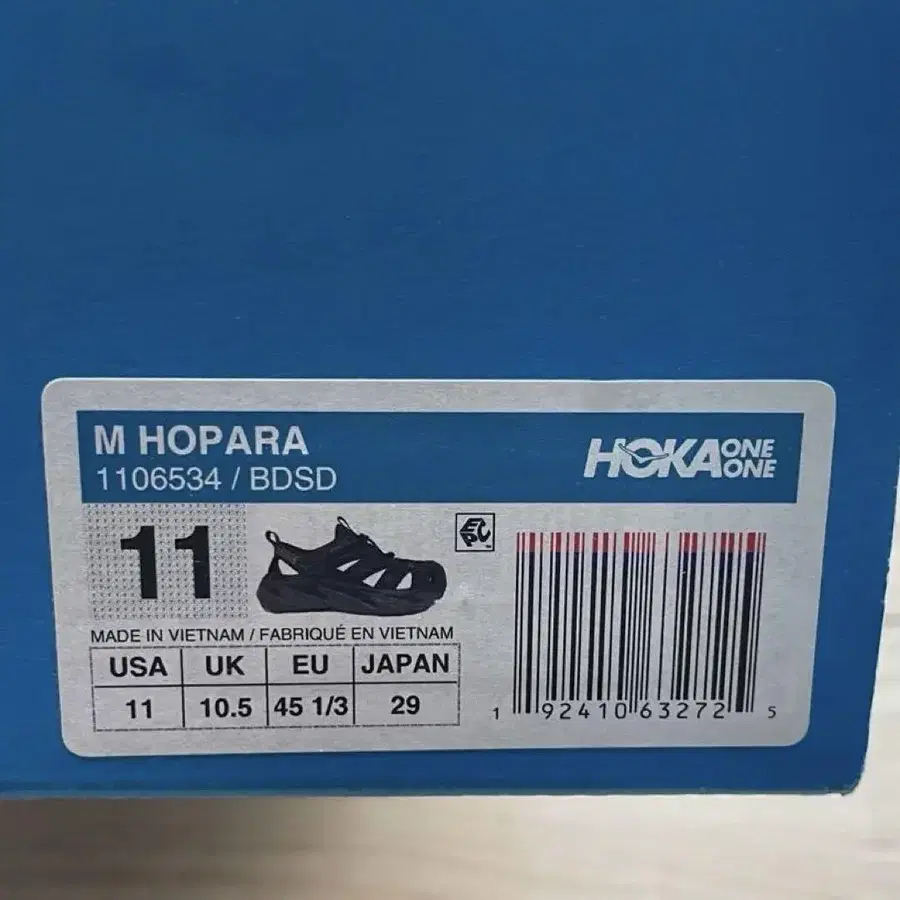 M HOPARA
1106534 / BDSD
HOKA ONE ONE
11
EPC
MADE IN VIETNAM / FABRIQUÉ EN VIETNAM
USA UK EU JAPAN
11 10.5 45 1/3 29
1 92410 63272 5